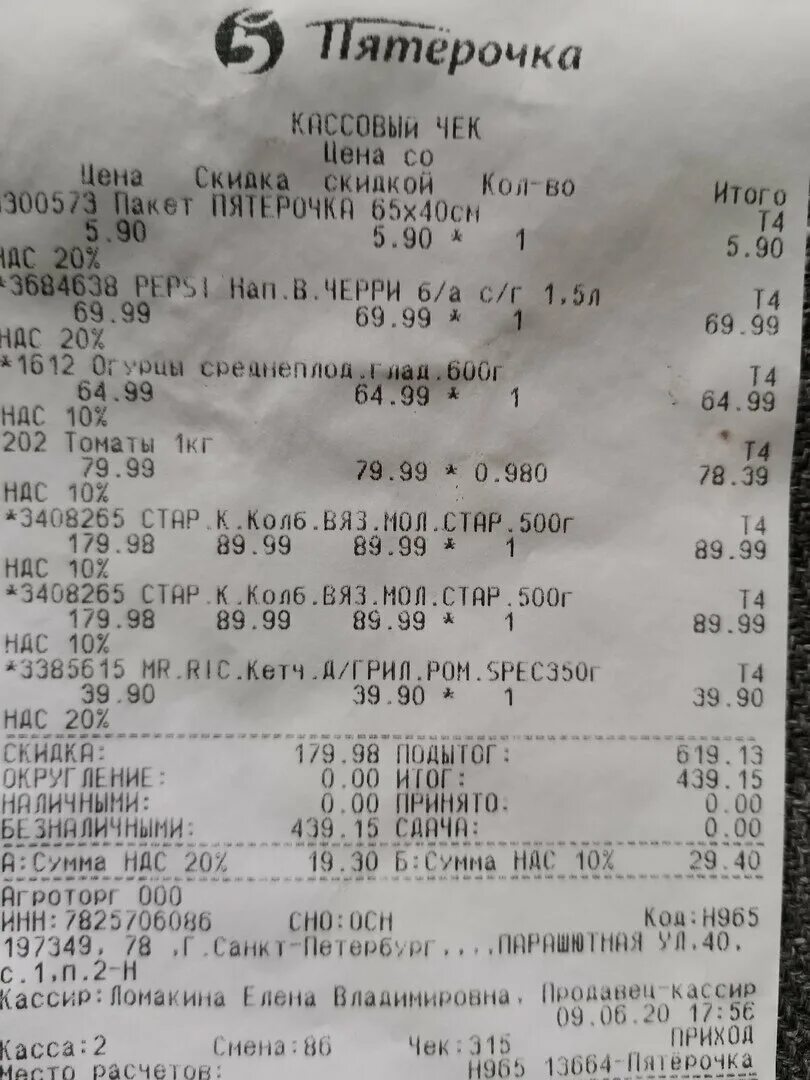 5 Пятёрочка
КАССОВЫЙ ЧЕК
Цена со
Цена Скидка скидкой Кол-во Итого
300573 Пакет ПЯТЕРОЧКА 65х40см Т4
5.90 5.90 * 1 5.90
НДС 20%
*3684638 PEPSI Нап.В.ЧЕРРИ б/а с/г 1,5л Т4
69.99 69.99 * 1 69.99
НДС 20%
*1612 Огурцы среднеплод.глад.600г Т4
64.99 64.99 * 1 64.99
НДС 10%
202 Томаты 1кг Т4
79.99 79.99 * 0.980 78.39
НДС 10%
*3408265 СТАР.К.Колб.ВЯЗ.МОЛ.СТАР.500г Т4
179.98 89.99 89.99 * 1 89.99
НДС 10%
*3408265 СТАР.К.Колб.ВЯЗ.МОЛ.СТАР.500г Т4
179.98 89.99 89.99 * 1 89.99
НДС 10%
*3385615 MR.RIC.Кетч.Д/ГРИЛ.РОМ.SPEC350г Т4
39.90 39.90 * 1 39.90
НДС 20%
СКИДКА: 179.98 ПОДЫТОГ: 619.13
ОКРУГЛЕНИЕ: 0.00 ИТОГ: 439.15
НАЛИЧНЫМИ: 0.00 ПРИНЯТО: 0.00
БЕЗНАЛИЧНЫМИ: 439.15 СДАЧА: 0.00
А:Сумма НДС 20% 19.30 Б:Сумма НДС 10% 29.40
Агроторг ООО
ИНН:7825706086 СНО:ОСН Код:Н965
197349, 78 ,Г.Санкт-Петербург,,,,ПАРАШЮТНАЯ УЛ.40,
с.1,п.2-Н
Кассир:Ломакина Елена Владимировна, Продавец-кассир
09.06.20 17:56
Касса:2 Смена:86 Чек:315 ПРИХОД
Место расчетов: Н965 13664-Пятёрочка